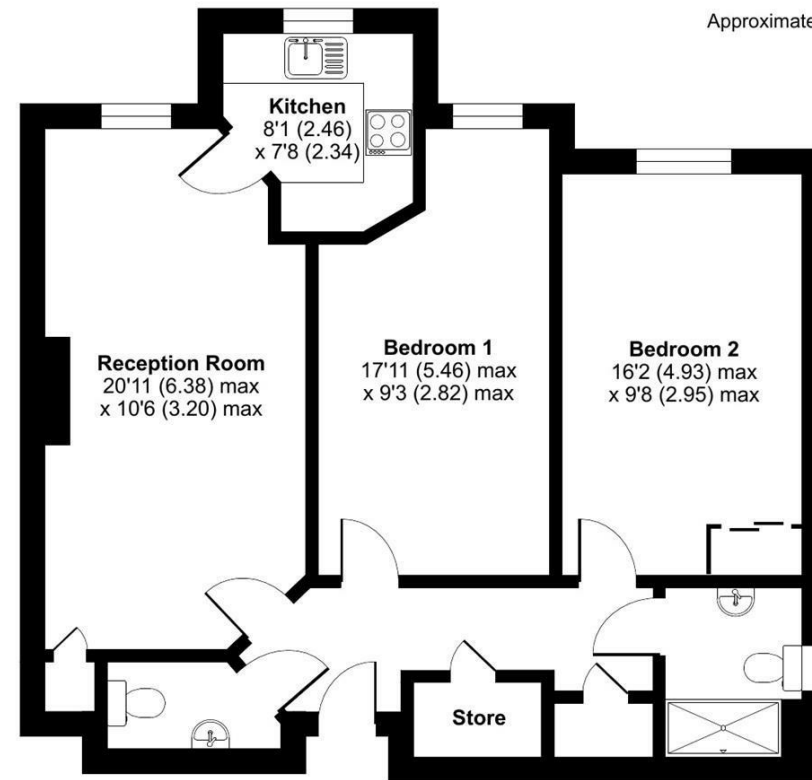 Approximate
Kitchen
8'1 (2.46)
x 7'8 (2.34)
Reception Room
20'11 (6.38) max
x 10'6 (3.20) max
Bedroom 1
17'11 (5.46) max
x 9'3 (2.82) max
Bedroom 2
16'2 (4.93) max
x 9'8 (2.95) max
Store